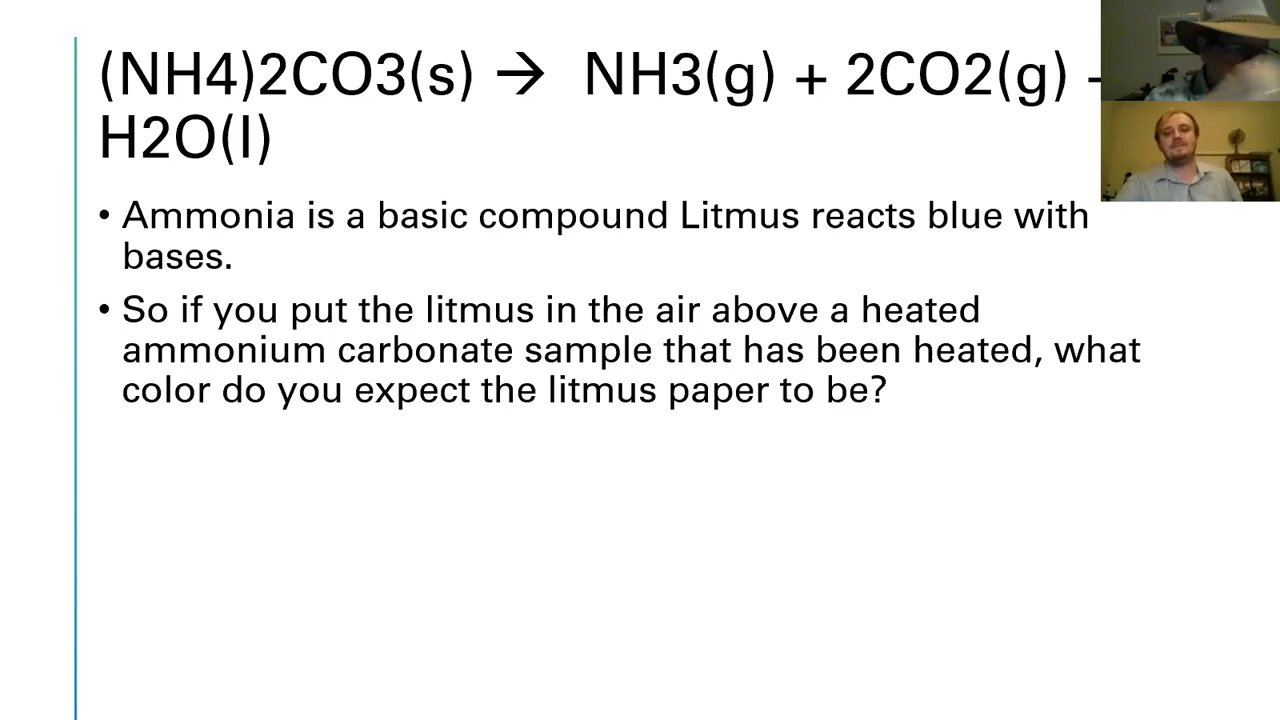 (NH4)2CO3(s) → NH3(g) + 2CO2(g) -
H2O(l)
• Ammonia is a basic compound Litmus reacts blue with
bases.
• So if you put the litmus in the air above a heated
ammonium carbonate sample that has been heated, what
color do you expect the litmus paper to be?